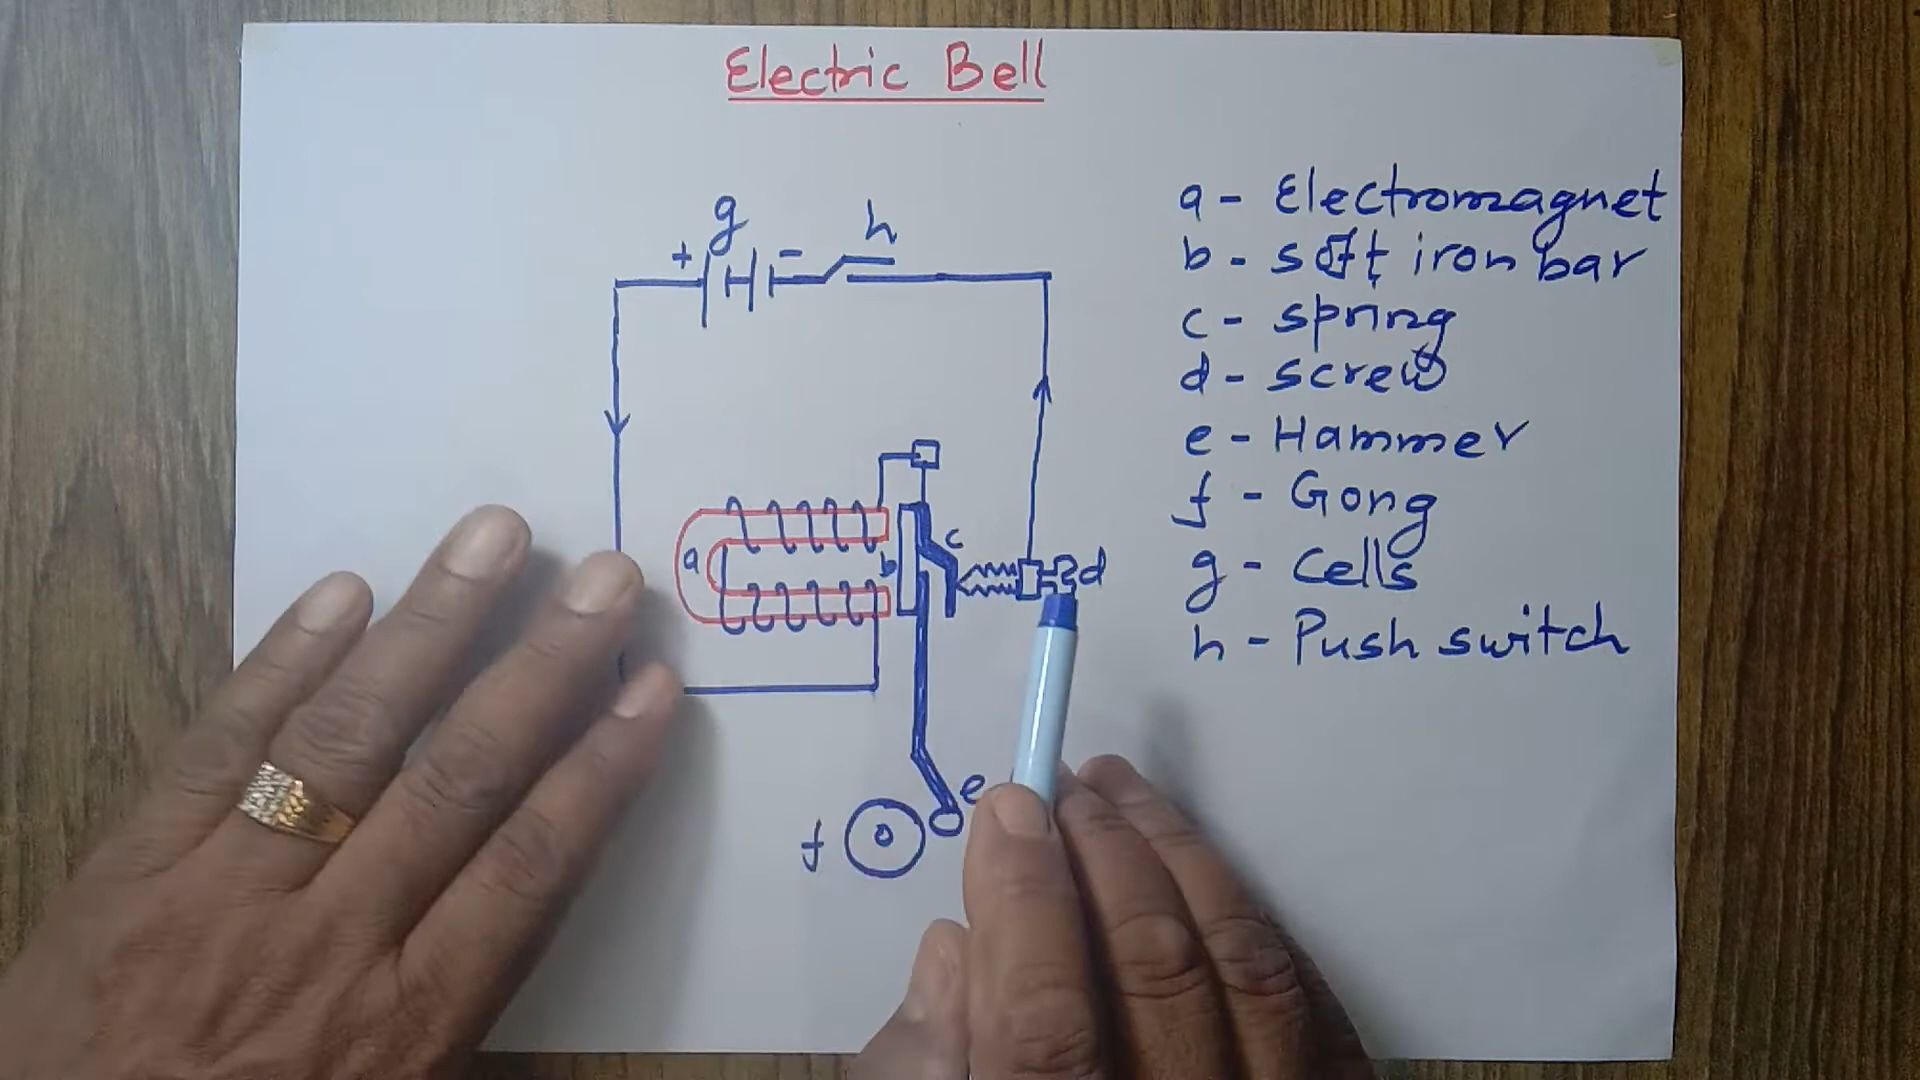 Electric Bell
g
+ - h
a b c d
e
f
a - Electromagnet
b - soft iron bar
c - spring
d - screw
e - Hammer
f - Gong
g - Cells
h - Push switch